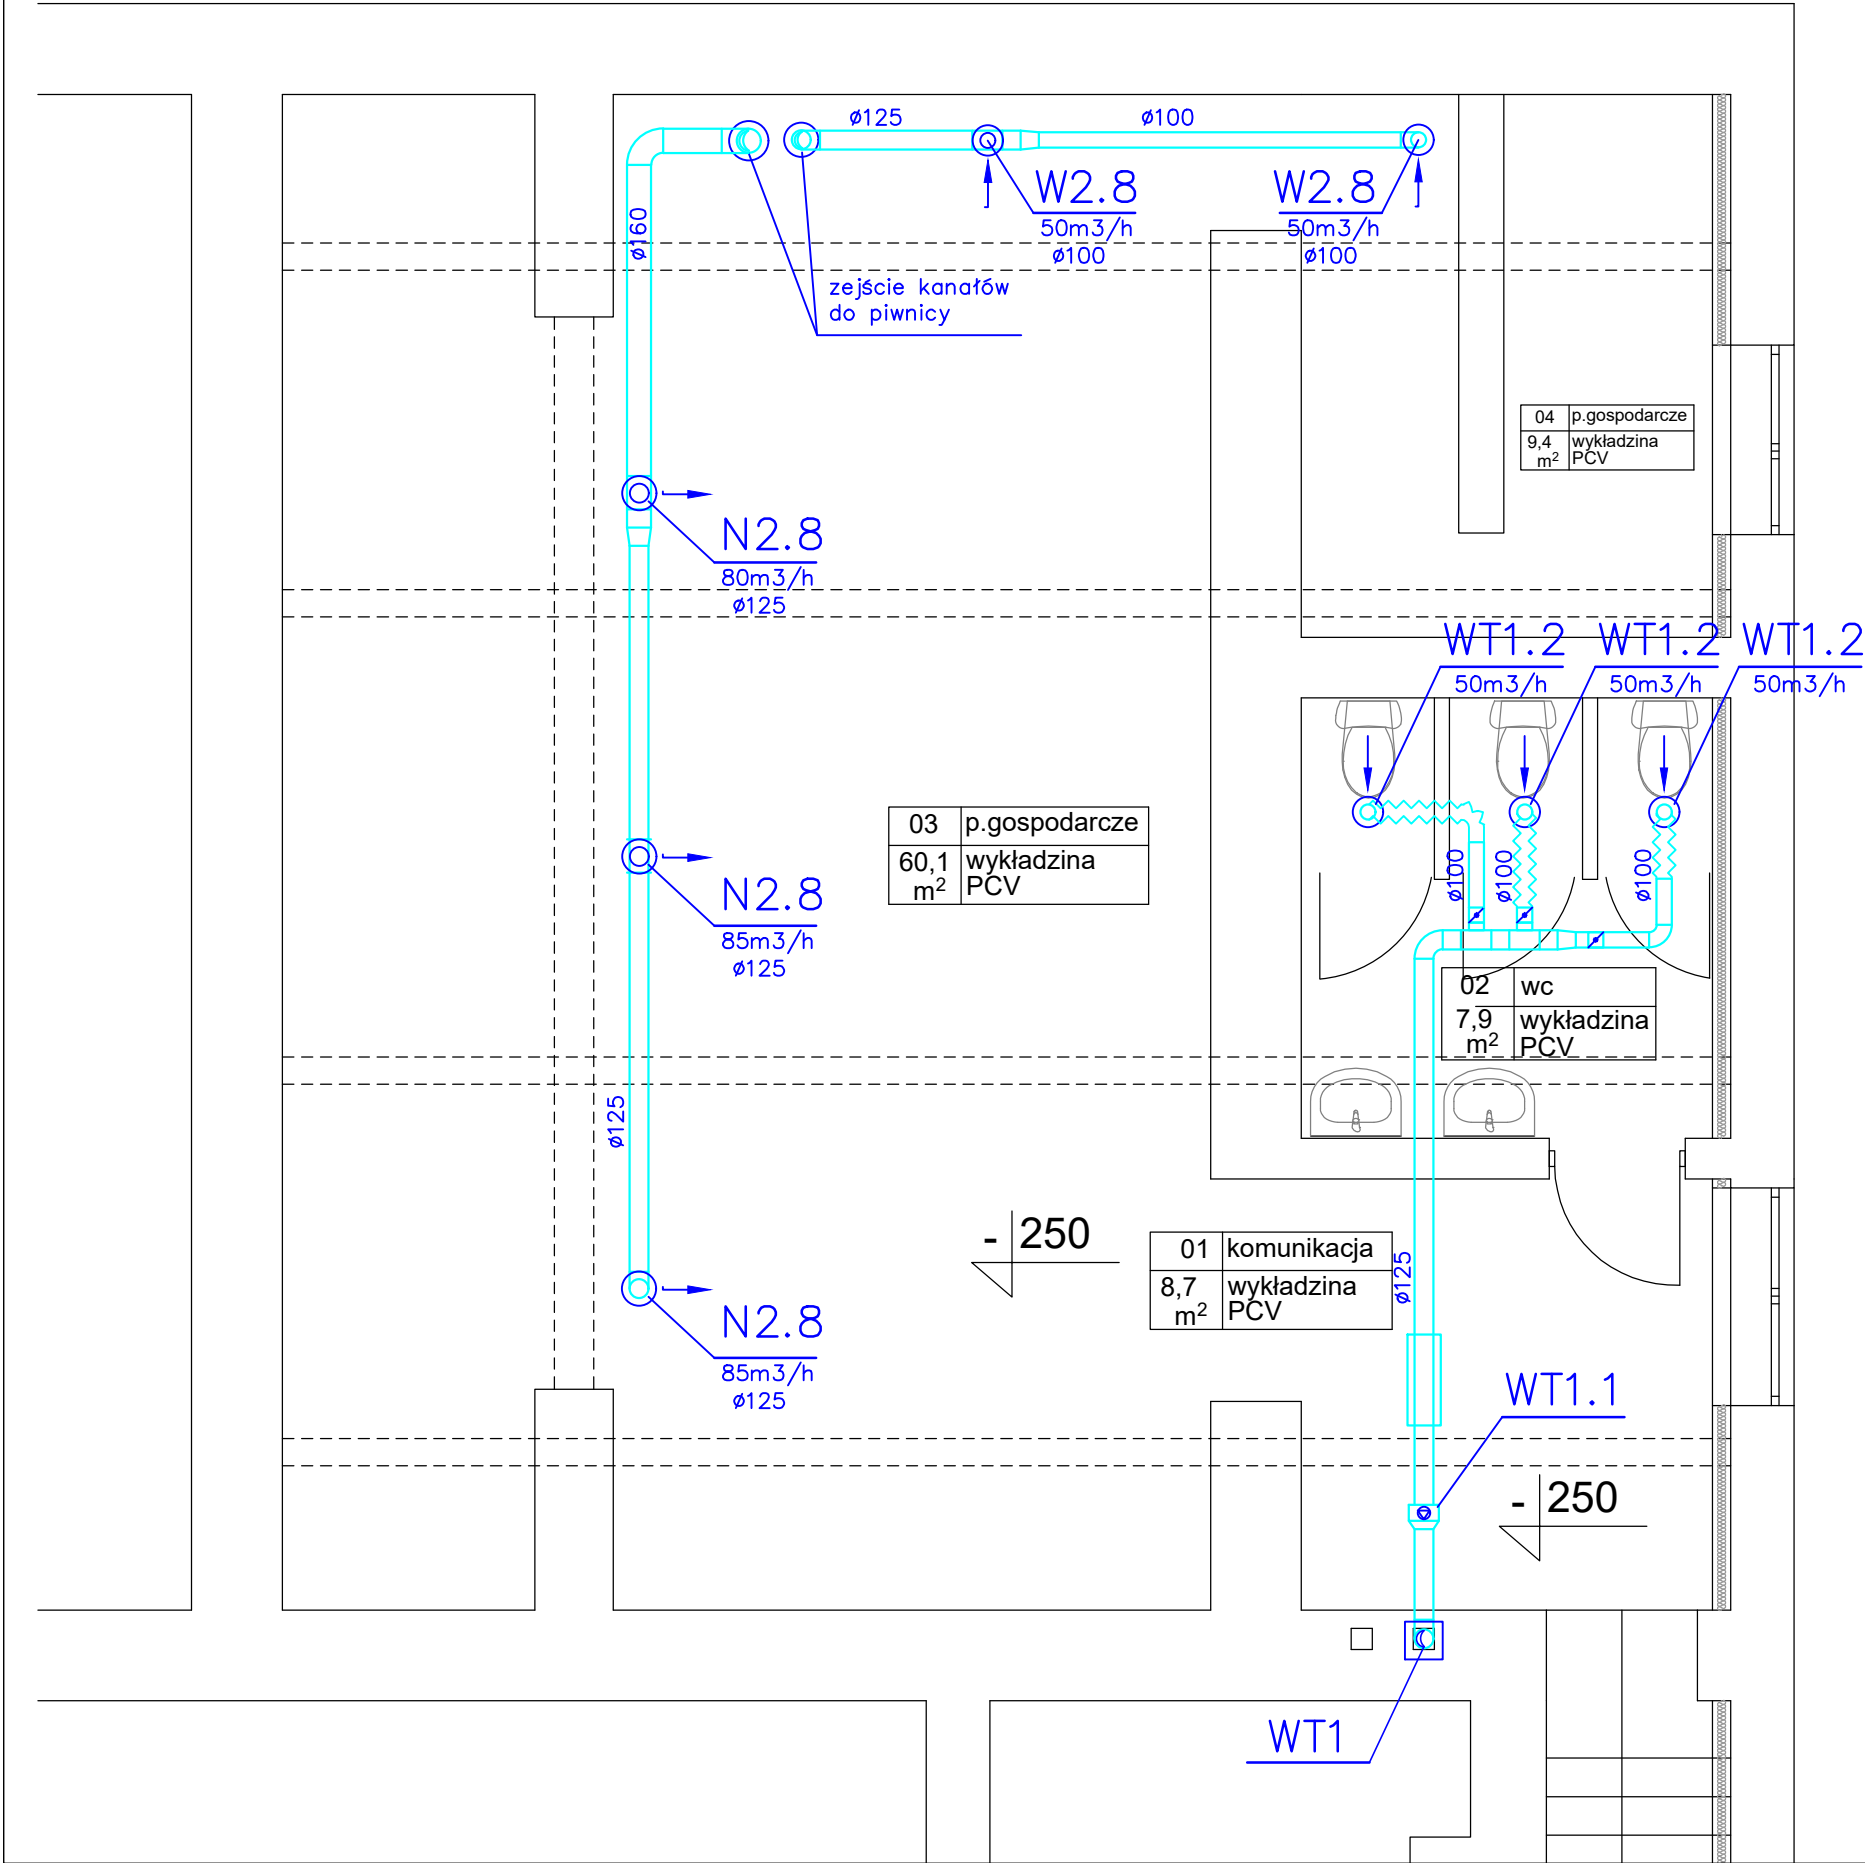 ø125
ø100
W2.8
50m3/h
ø100
W2.8
50m3/h
ø100
ø160
zejście kanałów
do piwnicy
04 p.gospodarcze
9,4 m² wykładzina
PCV
N2.8
80m3/h
ø125
WT1.2
50m3/h
WT1.2
50m3/h
WT1.2
50m3/h
03 p.gospodarcze
60,1 m² wykładzina
PCV
ø100
ø100
ø100
N2.8
85m3/h
ø125
02 wc
7,9 m² wykładzina
PCV
ø125
- 250
01 komunikacja
8,7 m² wykładzina
PCV
ø125
N2.8
85m3/h
ø125
WT1.1
- 250
WT1